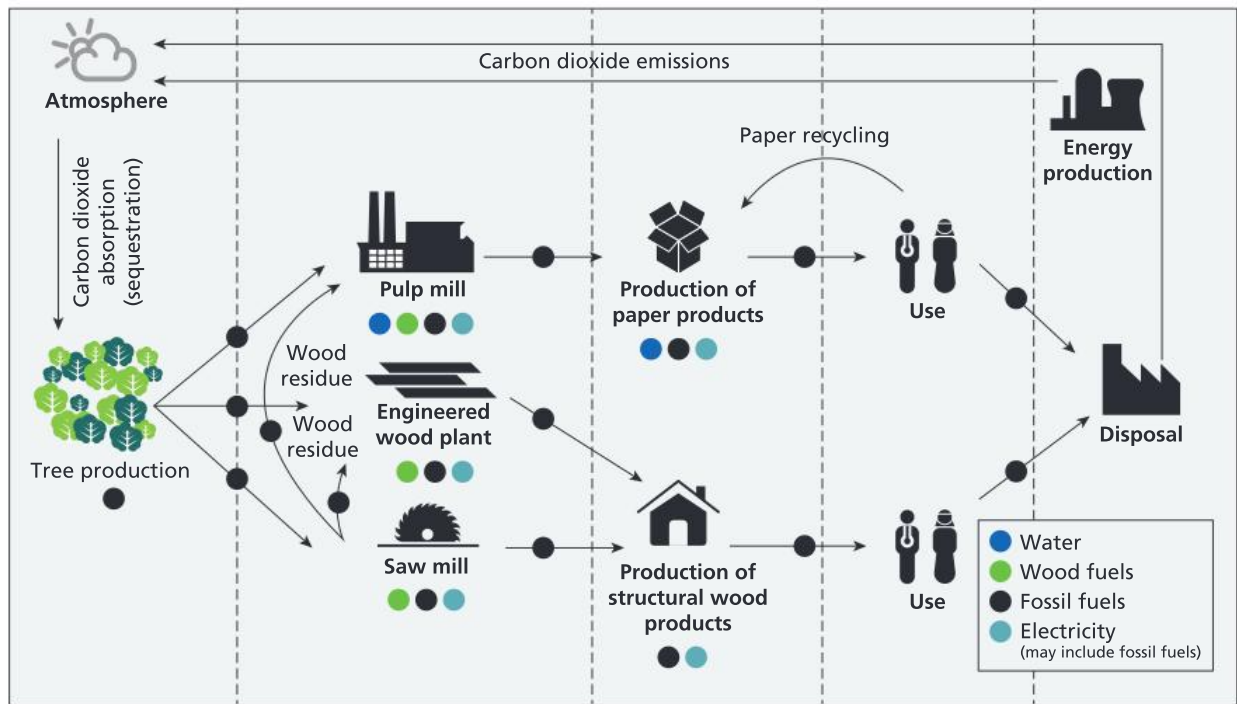 Carbon dioxide emissions
Atmosphere
Carbon dioxide
absorption
(sequestration)
Paper recycling
Energy
production
Pulp mill
Production of
paper products
Use
Wood
residue
Engineered
wood plant
Wood
residue
Disposal
Tree production
Saw mill
Production of
structural wood
products
Use
Water
Wood fuels
Fossil fuels
Electricity
(may include fossil fuels)